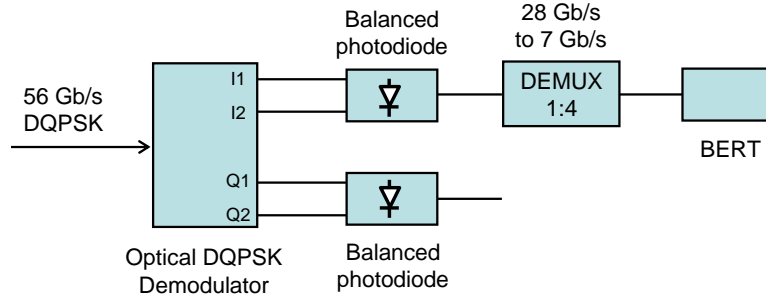 Balanced
photodiode
28 Gb/s
to 7 Gb/s
56 Gb/s
DQPSK
I1
I2
DEMUX
1:4
BERT
Q1
Q2
Optical DQPSK
Demodulator
Balanced
photodiode